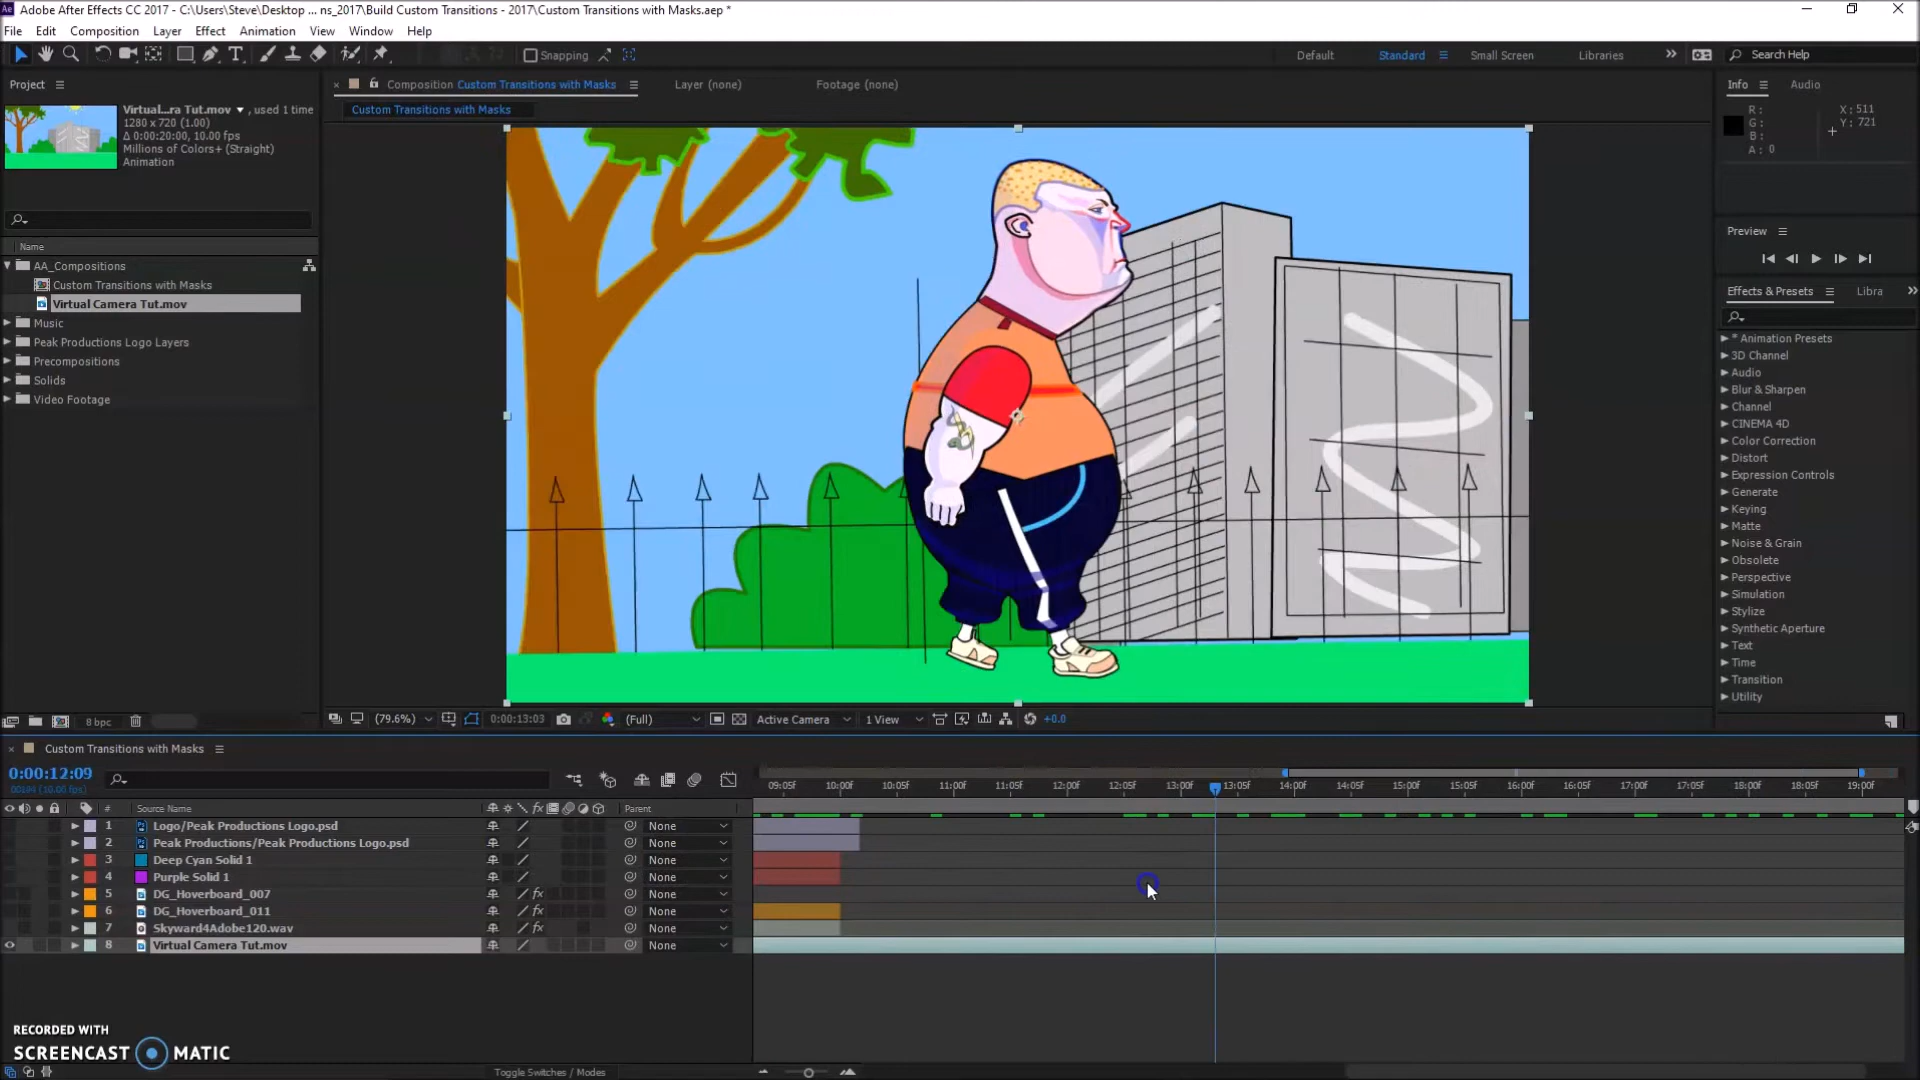 Adobe After Effects CC 2017 - C:\Users\Steve\Desktop ... ns_2017\Build Custom Transitions - 2017\Custom Transitions with Masks.aep *
File Edit Composition Layer Effect Animation View Window Help
Snapping
Default Standard Small Screen Libraries Search Help
Project
Composition Custom Transitions with Masks
Layer (none)
Footage (none)
Info Audio
Virtual...ra Tut.mov , used 1 time
1280 x 720 (1.00)
Δ 0:00:20:00, 10.00 fps
Millions of Colors+ (Straight)
Animation
Custom Transitions with Masks
R :
G :
B :
A : 0
X : 511
Y : 721
Preview
Name
AA_Compositions
Custom Transitions with Masks
Virtual Camera Tut.mov
Music
Peak Productions Logo Layers
Precompositions
Solids
Video Footage
Effects & Presets Libra
* Animation Presets
3D Channel
Audio
Blur & Sharpen
Channel
CINEMA 4D
Color Correction
Distort
Expression Controls
Generate
Keying
Matte
Noise & Grain
Obsolete
Perspective
Simulation
Stylize
Synthetic Aperture
Text
Time
Transition
Utility
8 bpc
(79.6%) 0:00:13:03 (Full) Active Camera 1 View +0.0
Custom Transitions with Masks
0:00:12:09
(10.00 fps)
09:05f 10:00f 10:05f 11:00f 11:05f 12:00f 12:05f 13:00f 13:05f 14:00f 14:05f 15:00f 15:05f 16:00f 16:05f 17:00f 17:05f 18:00f 18:05f 19:00f
# Source Name fx Parent
1 Logo/Peak Productions Logo.psd None
2 Peak Productions/Peak Productions Logo.psd None
3 Deep Cyan Solid 1 None
4 Purple Solid 1 None
5 DG_Hoverboard_007 fx None
6 DG_Hoverboard_011 fx None
7 Skyward4Adobe120.wav fx None
8 Virtual Camera Tut.mov None
RECORDED WITH
SCREENCAST MATIC
Toggle Switches / Modes